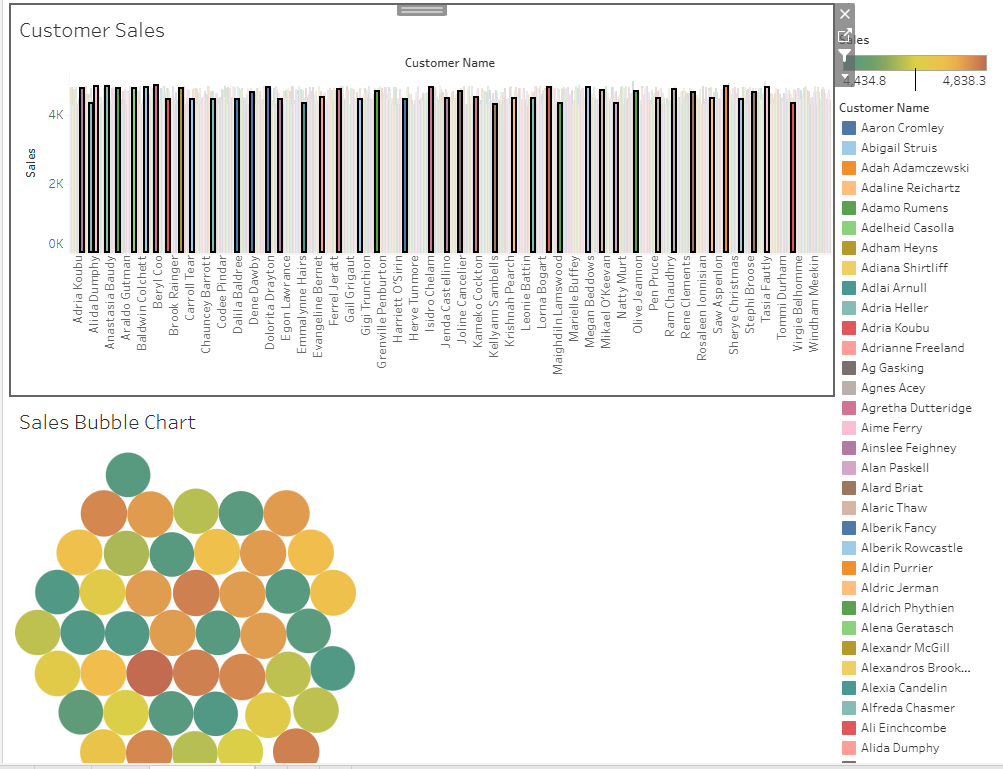 Customer Sales
Customer Name
Sales
4K
2K
0K
Adria Koubu
Alida Dumphy
Anastasia Baudy
Araldo Gutman
Baldwin Colchett
Beryl Coo
Brook Rainger
Carroll Tear
Chauncey Barrott
Codee Pindar
Dalila Baldree
Dene Dawby
Dolorita Drayton
Egon Lawrance
Emmalynne Hairs
Evangeline Bernet
Ferrel Jeratt
Gail Grigaut
Gigi Trunchion
Grenville Penburton
Harriett O'Sirin
Herve Tunmore
Isidro Chelam
Jenda Castellino
Joline Cancelier
Kameko Cockton
Kellyann Sambells
Krishnah Pearch
Leonie Battin
Lorna Bogart
Maighdiln Lamswood
Marielle Buffey
Megan Beddows
Mikael O'Keevan
Natty Murt
Olive Jeannon
Pen Pruce
Ram Chaudhry
Rene Clements
Rosaleen Ionnisian
Saw Aspenlon
Sherye Christmas
Stephi Broose
Tasia Fautly
Tommi Durham
Virgie Belhomme
Windham Meekin
Sales Bubble Chart
Sales
4,434.8 4,838.3
Customer Name
Aaron Cromley
Abigail Struis
Adah Adamczewski
Adaline Reichartz
Adamo Rumens
Adelheid Casolla
Adham Heyns
Adiana Shirtliff
Adlai Arnull
Adria Heller
Adria Koubu
Adrianne Freeland
Ag Gasking
Agnes Acey
Agretha Dutteridge
Aime Ferry
Ainslee Feighney
Alan Paskell
Alard Briat
Alaric Thaw
Alberik Fancy
Alberik Rowcastle
Aldin Purrier
Aldric Jerman
Aldrich Phythien
Alena Geratasch
Alexandr McGill
Alexandros Brook...
Alexia Candelin
Alfreda Chasmer
Ali Einchcombe
Alida Dumphy